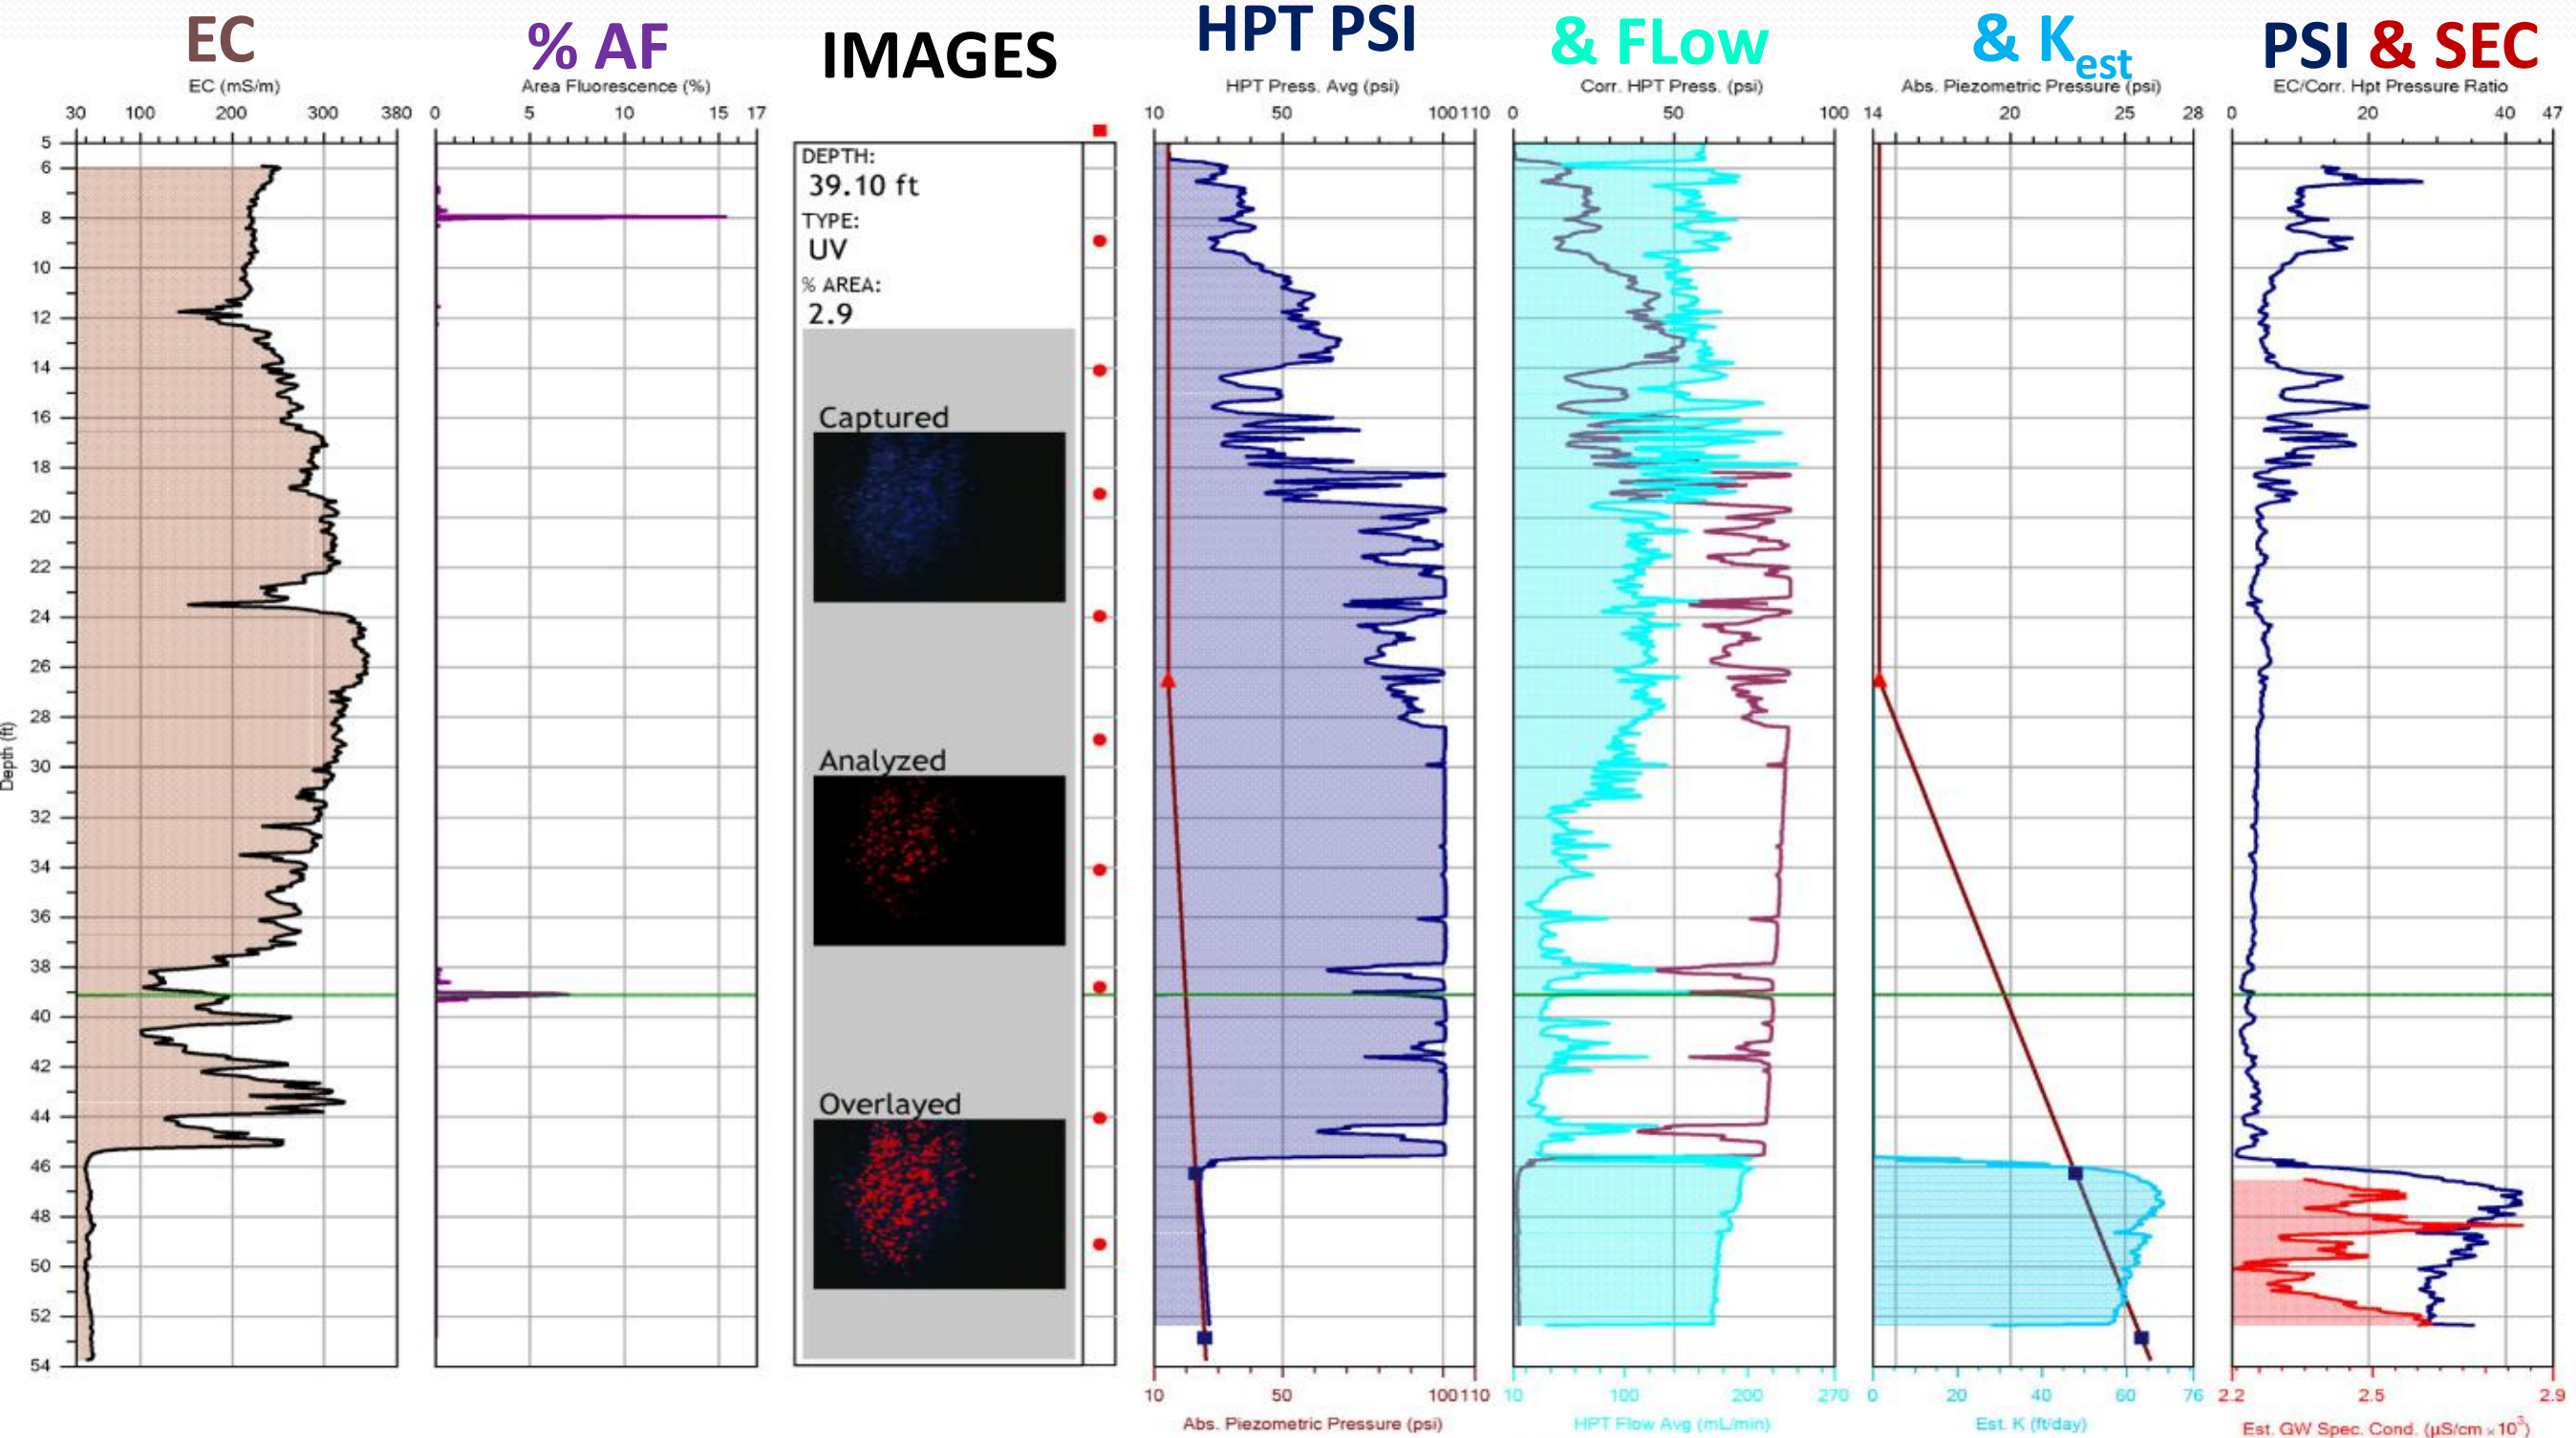 EC
% AF
IMAGES
HPT PSI
& FLow
& Kest
PSI & SEC
EC (mS/m)
Area Fluorescence (%)
HPT Press. Avg (psi)
Corr. HPT Press. (psi)
Abs. Piezometric Pressure (psi)
EC/Corr. Hpt Pressure Ratio
30 100 200 300 380
0 5 10 15 17
10 50 100 110
0 50 100
14 20 25 28
0 20 40 47
Depth (ft)
5
6
8
10
12
14
16
18
20
22
24
26
28
30
32
34
36
38
40
42
44
46
48
50
52
54
DEPTH:
39.10 ft
TYPE:
UV
% AREA:
2.9
Captured
Analyzed
Overlayed
10 50 100 110
10 100 200 270
0 20 40 60 76
2.2 2.5 2.9
Abs. Piezometric Pressure (psi)
HPT Flow Avg (mL/min)
Est. K (ft/day)
Est. GW Spec. Cond. (µS/cm ×10³)